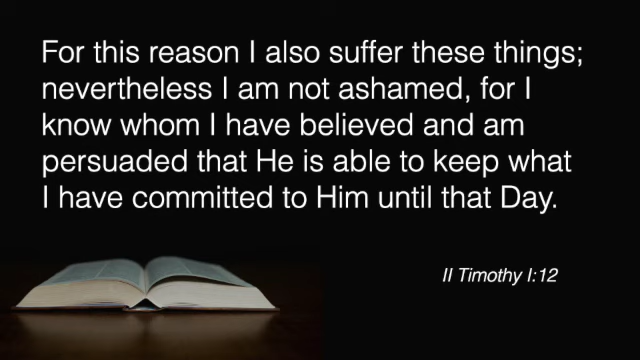 For this reason I also suffer these things;
nevertheless I am not ashamed, for I
know whom I have believed and am
persuaded that He is able to keep what
I have committed to Him until that Day.
II Timothy I:12